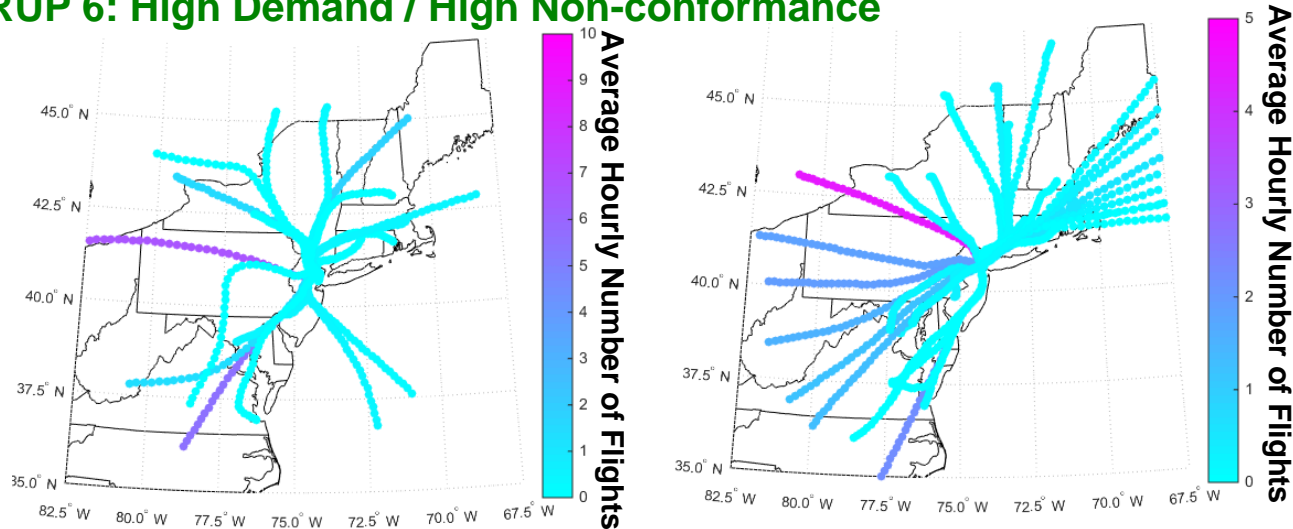 RUP 6: High Demand / High Non-conformance
45.0° N
42.5° N
40.0° N
37.5° N
35.0° N
82.5° W
80.0° W
77.5° W
75.0° W
72.5° W
70.0° W
67.5° W
10
9
8
7
6
5
4
3
2
1
0
Average Hourly Number of Flights
45.0° N
42.5° N
40.0° N
37.5° N
35.0° N
82.5° W
80.0° W
77.5° W
75.0° W
72.5° W
70.0° W
67.5° W
5
4
3
2
1
0
Average Hourly Number of Flights